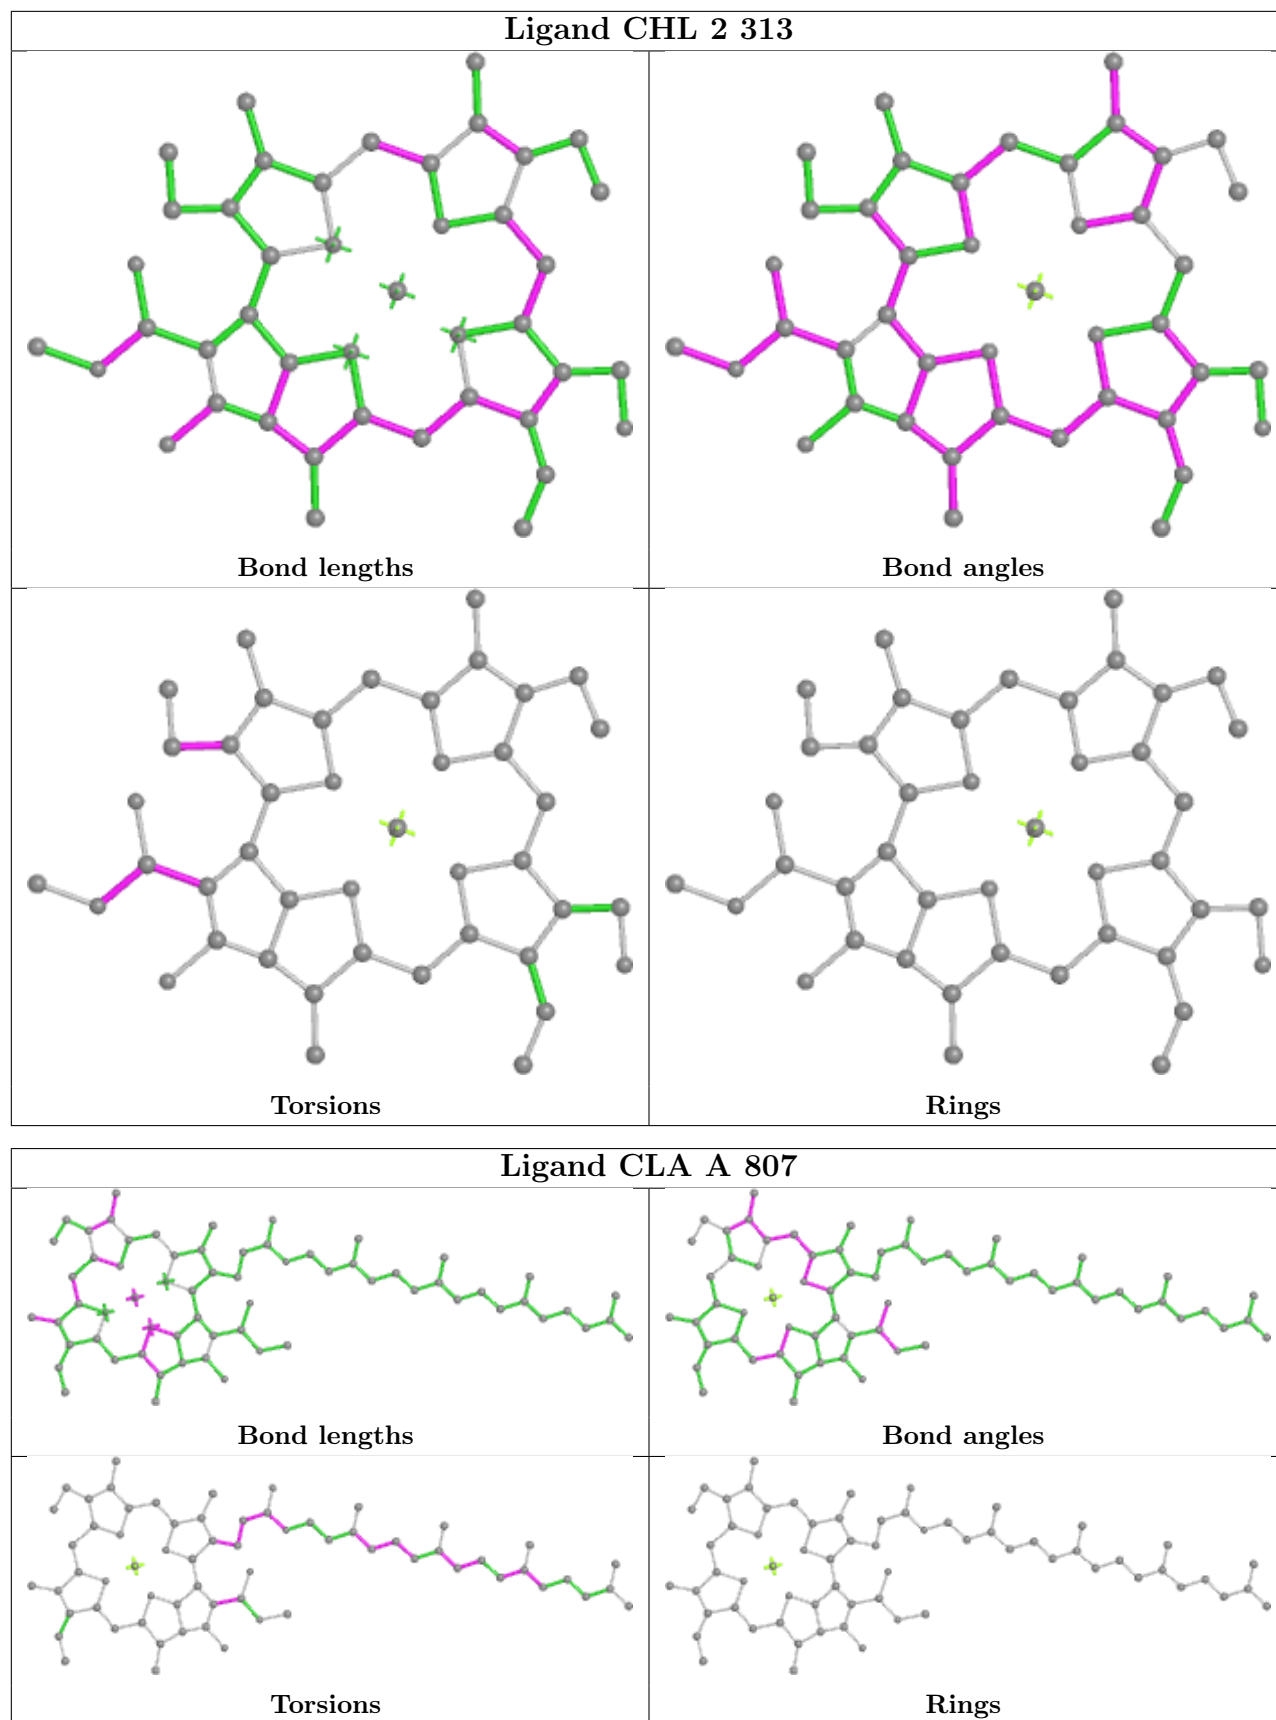 Ligand CHL 2 313
Bond lengths
Bond angles
Torsions
Rings
Ligand CLA A 807
Bond lengths
Bond angles
Torsions
Rings